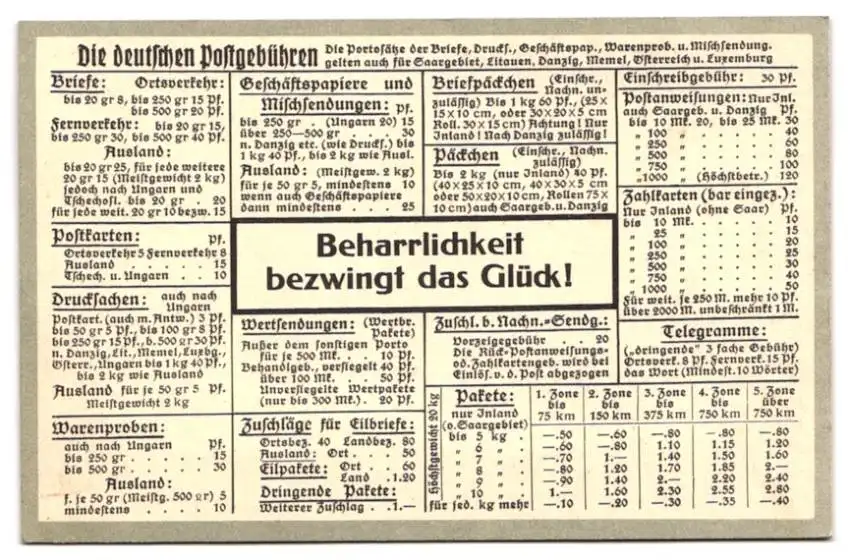 Die deutschen Postgebühren
Die Portosätze der Briefe, Drucks., Geschäftspap., Warenprob. u. Mischsendung.
gelten auch für Saargebiet, Litauen, Danzig, Memel, Österreich u. Luxemburg
Briefe: Ortsverkehr:
bis 20 gr 8, bis 250 gr 15 Pf.
bis 500 gr 20 Pf.
Fernverkehr: bis 20 gr 15,
bis 250 gr 30, bis 500 gr 40 Pf.
Ausland:
bis 20 gr 25, für jede weitere
20 gr 15 (Meistgewicht 2 kg)
jedoch nach Ungarn und
Tschechosl. bis 20 gr . 20
für jede weit. 20 gr 10 bezw. 15
Postkarten: Pf.
Ortsverkehr 5 Fernverkehr 8
Ausland . . . . . . 15
Tschech. u. Ungarn . . 10
Drucksachen: auch nach
Ungarn
Postkart. (auch m. Antw.) 3 Pf.
bis 50 gr 5 Pf., bis 100 gr 8 Pf.
bis 250 gr 15 Pf., b. 500 gr 30 Pf.
n. Danzig, Lit., Memel, Luxbg.,
Österr., Ungarn bis 1 kg 40 Pf.,
bis 2 kg wie Ausland
Ausland für je 50 gr 5 Pf.
Meistgewicht 2 kg
Warenproben:
auch nach Ungarn Pf.
bis 250 gr . . . . . 15
bis 500 gr . . . . . 30
Ausland:
f. je 50 gr (Meistg. 500 gr) 5
mindestens . . . . . 10
Geschäftspapiere und
Mischsendungen: Pf.
bis 250 gr . (Ungarn 20) 15
über 250—500 gr . . . 30
n. Danzig etc. (wie Drucks.) bis
1 kg 40 Pf., bis 2 kg wie Ausl.
Ausland: (Meistgew. 2 kg)
für je 50 gr 5, mindestens 10
wenn auch Geschäftspapiere
dann mindestens . . . 25
Briefpäckchen (Einschr.,
Nachn. un-
zulässig) Bis 1 kg 60 Pf., (25x
15x10 cm, oder 30x20x5 cm
Roll. 30x15 cm) Achtung! Nur
Inland! Nach Danzig zulässig!
Päckchen (Einschr., Nachn.
zulässig)
Bis 2 kg (nur Inland) 40 Pf.
(40x25x10 cm, 40x30x5 cm
oder 50x20x10 cm, Rollen 75x
10 cm) auch Saargeb. u. Danzig
Einschreibgebühr: 30 Pf.
Postanweisungen: Nur Inl.
auch Saargeb. u. Danzig Pf.
bis 10 Mk. 20, bis 25 Mk. 30
„ 100 „ . . . . . 40
„ 250 „ . . . . . 60
„ 500 „ . . . . . 80
„ 750 „ . . . . . 100
„ 1000 „ (Höchstbetr.) 120
Zahlkarten (bar eingez.):
Nur Inland (ohne Saar) Pf.
bis 10 Mk. . . . . . 10
„ 25 „ . . . . . 15
„ 100 „ . . . . . 20
„ 250 „ . . . . . 25
„ 500 „ . . . . . 30
„ 750 „ . . . . . 40
„ 1000 „ . . . . . 50
Für weit. je 250 M. mehr 10 Pf.
über 2000 M. unbeschränkt 1 M.
Beharrlichkeit
bezwingt das Glück!
Wertsendungen: (Wertbr.
Pakete)
Außer dem sonstigen Porto
für je 500 Mk. . . . 10 Pf.
Behandlgeb., versiegelt 40 Pf.
über 100 Mk. . . . 50 Pf.
Unversiegelte Wertpakete
(nur bis 300 Mk.) . 20 Pf.
Zuschläge für Eilbriefe:
Ortsbez. 40 Landbez. 80
Ausland: Ort . . . . 50
Eilpakete: Ort . . . 60
Land . 1.20
Dringende Pakete:
Weiterer Zuschlag . . 1.—
Zuschl. b. Nachn.-Sendg.:
Vorzeigegebühr . . 20
Die Rück-Postanweisungs-
od. Zahlkartengeb. wird bei
Einlös. v. d. Post abgezogen
Telegramme:
(„dringende" 3 fache Gebühr)
Ortsverk. 8 Pf. Fernverk. 15 Pf.
das Wort (Mindest. 10 Wörter)
Höchstgewicht 20 kg
Pakete: 1. Zone 2. Zone 3. Zone 4. Zone 5. Zone
nur Inland bis bis bis bis über
(o. Saargebiet) 75 km 150 km 375 km 750 km 750 km
bis 5 kg . —.50 —.60 —.80 —.80 —.80
„ 6 „ . —.60 —.80 1.10 1.15 1.20
„ 7 „ . —.70 1.— 1.40 1.50 1.60
„ 8 „ . —.80 1.20 1.70 1.85 2.—
„ 9 „ . —.90 1.40 2.— 2.20 2.40
„ 10 „ . 1.— 1.60 2.30 2.55 2.80
für jed. kg mehr —.10 —.20 —.30 —.35 —.40